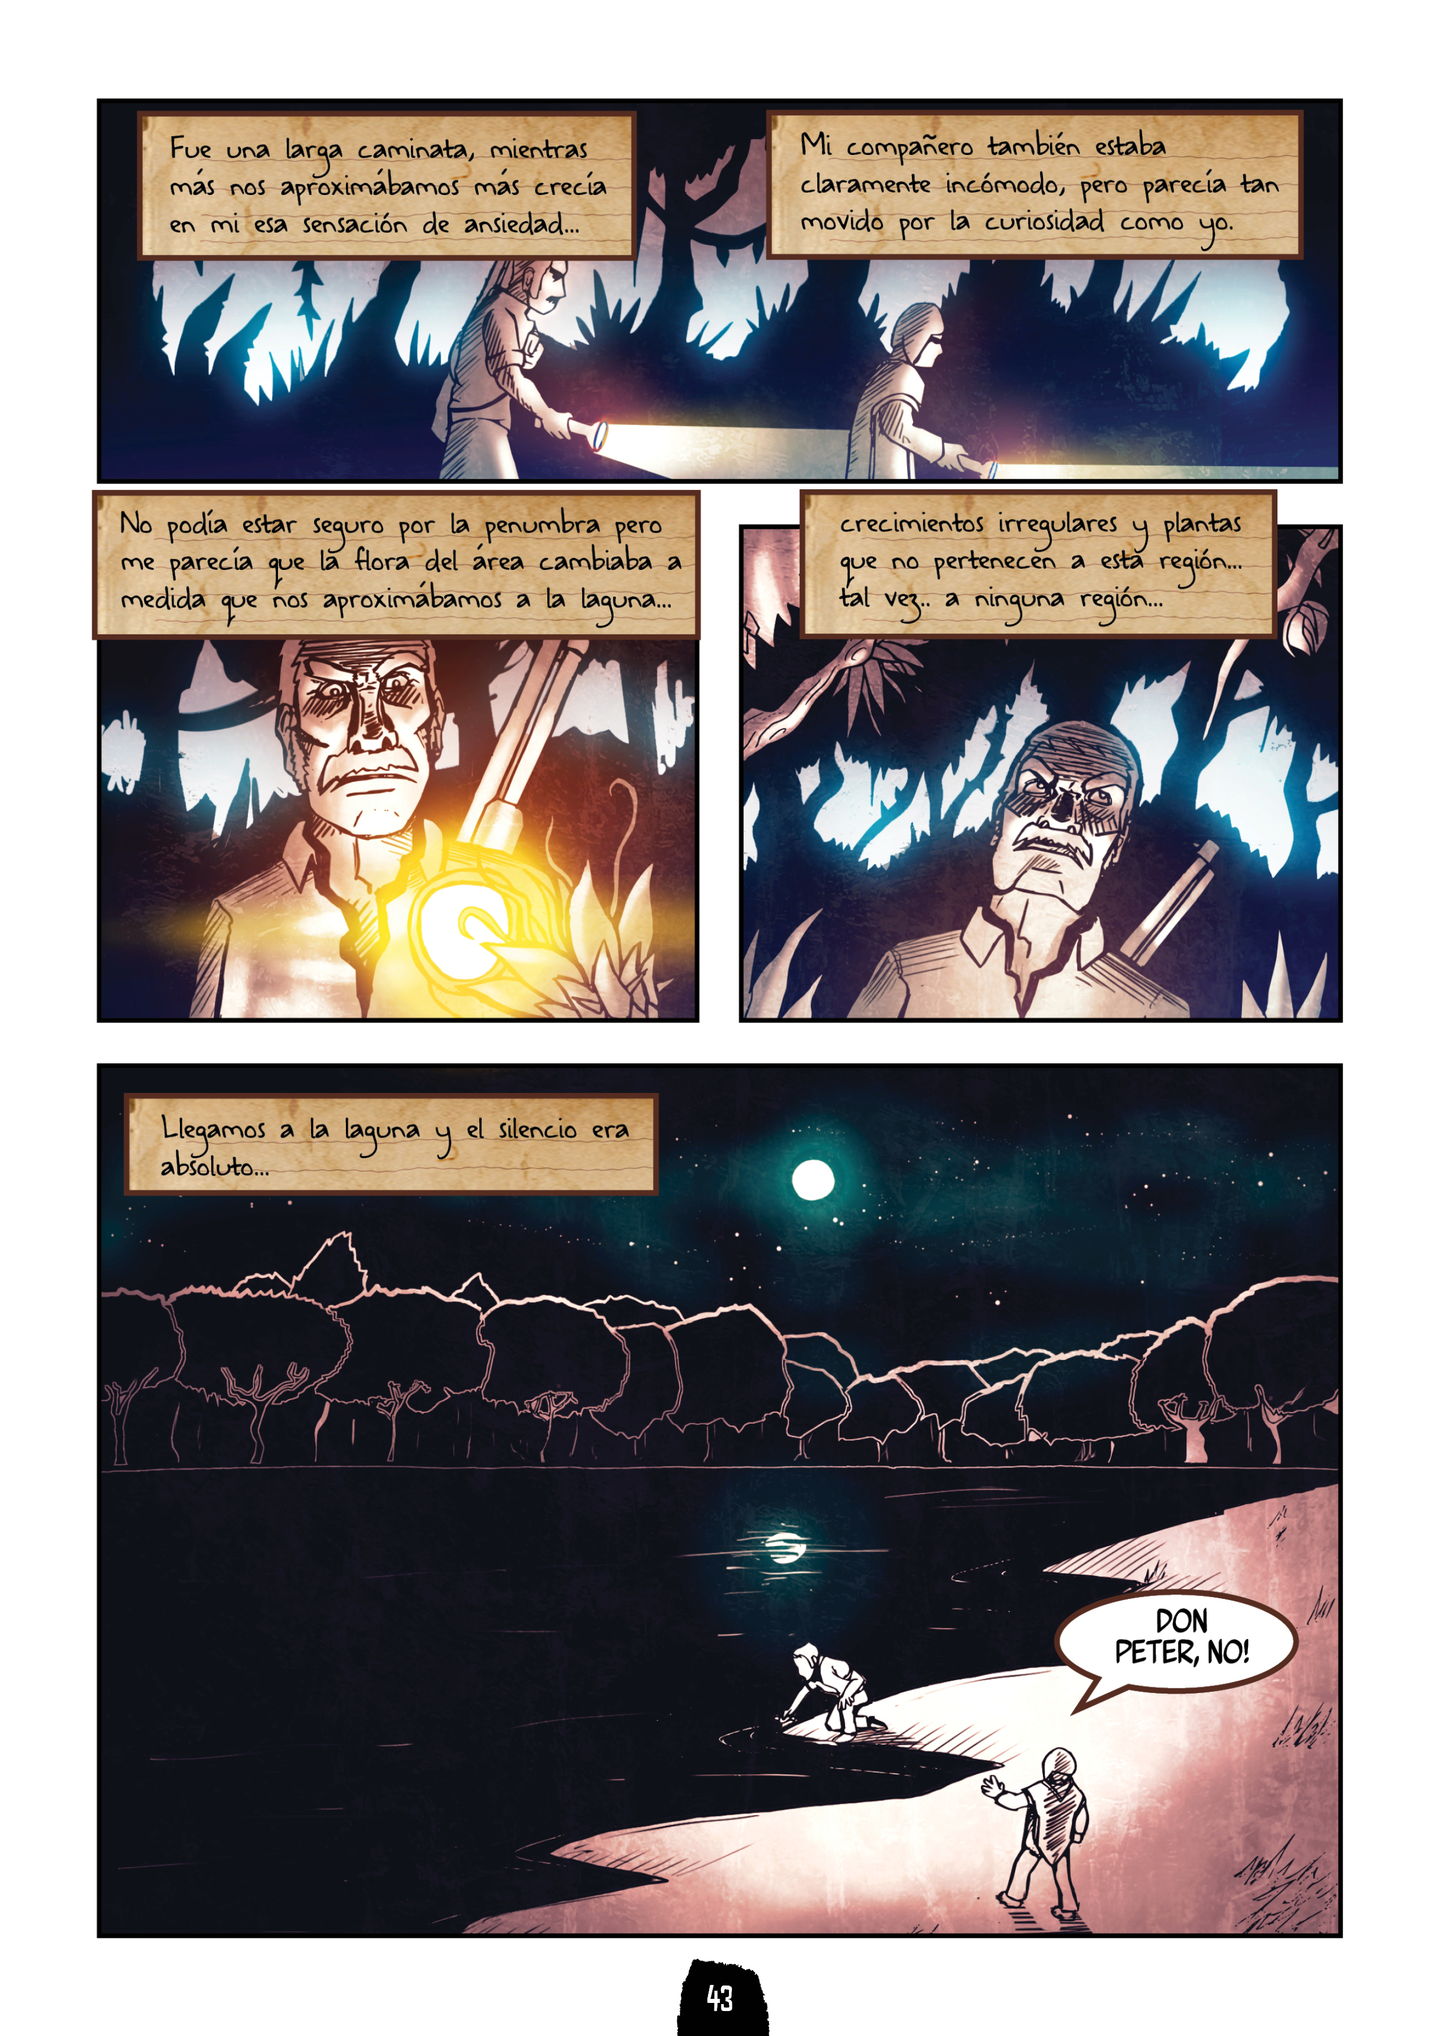 Fue una larga caminata, mientras
más nos aproximábamos más crecía
en mi esa sensación de ansiedad...
Mi compañero también estaba
claramente incómodo, pero parecía tan
movido por la curiosidad como yo.
No podía estar seguro por la penumbra pero
me parecía que la flora del área cambiaba a
medida que nos aproximábamos a la laguna...
crecimientos irregulares y plantas
que no pertenecen a esta región...
tal vez.. a ninguna región...
Llegamos a la laguna y el silencio era
absoluto...
DON
PETER, NO!
43